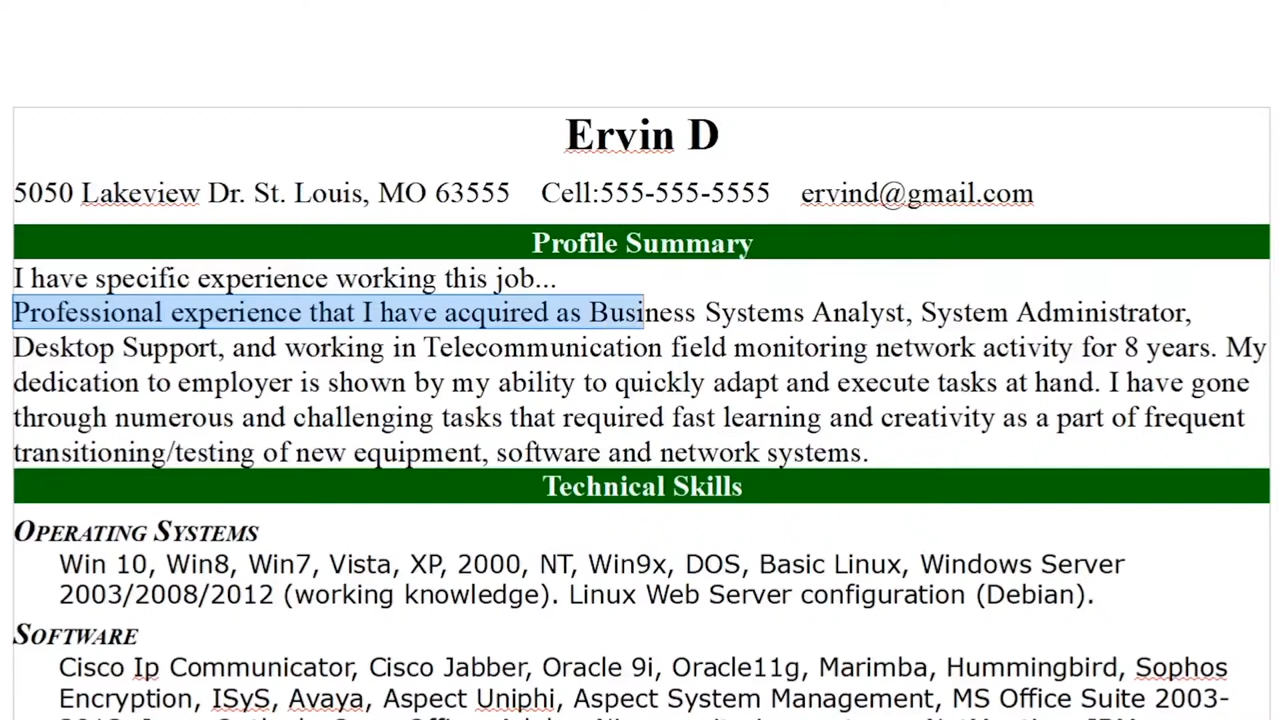 Ervin D
5050 Lakeview Dr. St. Louis, MO 63555 Cell:555-555-5555 ervind@gmail.com
Profile Summary
I have specific experience working this job...
Professional experience that I have acquired as Business Systems Analyst, System Administrator,
Desktop Support, and working in Telecommunication field monitoring network activity for 8 years. My
dedication to employer is shown by my ability to quickly adapt and execute tasks at hand. I have gone
through numerous and challenging tasks that required fast learning and creativity as a part of frequent
transitioning/testing of new equipment, software and network systems.
Technical Skills
OPERATING SYSTEMS
Win 10, Win8, Win7, Vista, XP, 2000, NT, Win9x, DOS, Basic Linux, Windows Server
2003/2008/2012 (working knowledge). Linux Web Server configuration (Debian).
SOFTWARE
Cisco Ip Communicator, Cisco Jabber, Oracle 9i, Oracle11g, Marimba, Hummingbird, Sophos
Encryption, ISyS, Avaya, Aspect Uniphi, Aspect System Management, MS Office Suite 2003-